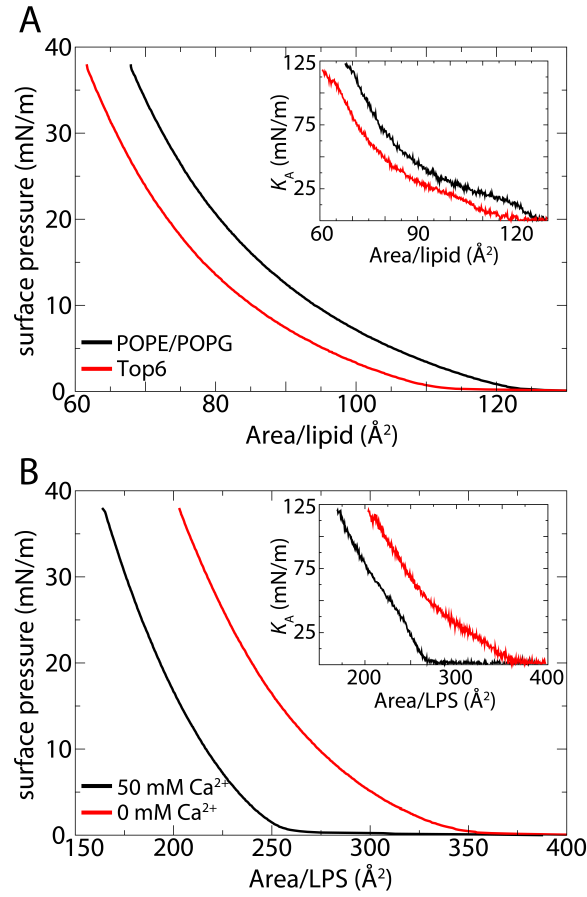 A
surface pressure (mN/m)
40
30
20
10
0
60
80
100
120
Area/lipid (Å²)
POPE/POPG
Top6
K_A (mN/m)
125
75
25
60
90
120
Area/lipid (Å²)
B
surface pressure (mN/m)
40
30
20
10
0
150
200
250
300
350
400
Area/LPS (Å²)
50 mM Ca²⁺
0 mM Ca²⁺
K_A (mN/m)
125
75
25
200
300
400
Area/LPS (Å²)